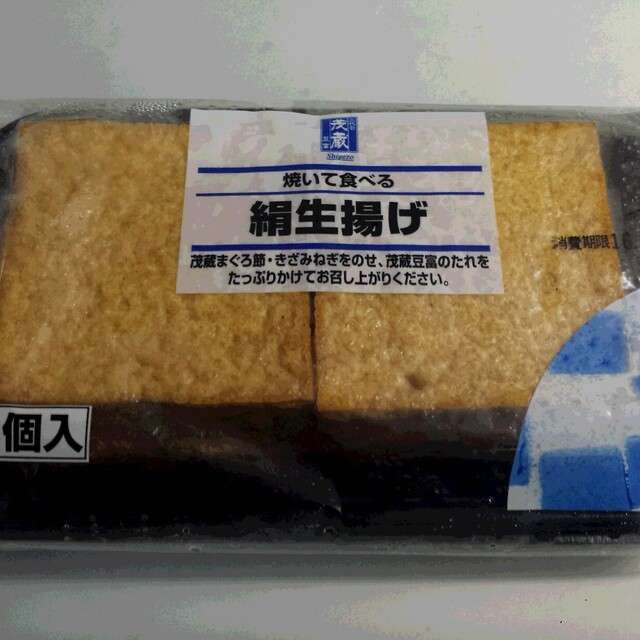 茂蔵
焼いて食べる
絹生揚げ
茂蔵まぐろ節・きざみねぎをのせ、茂蔵豆富のたれを
たっぷりかけてお召し上がりください。
消費期限
個入